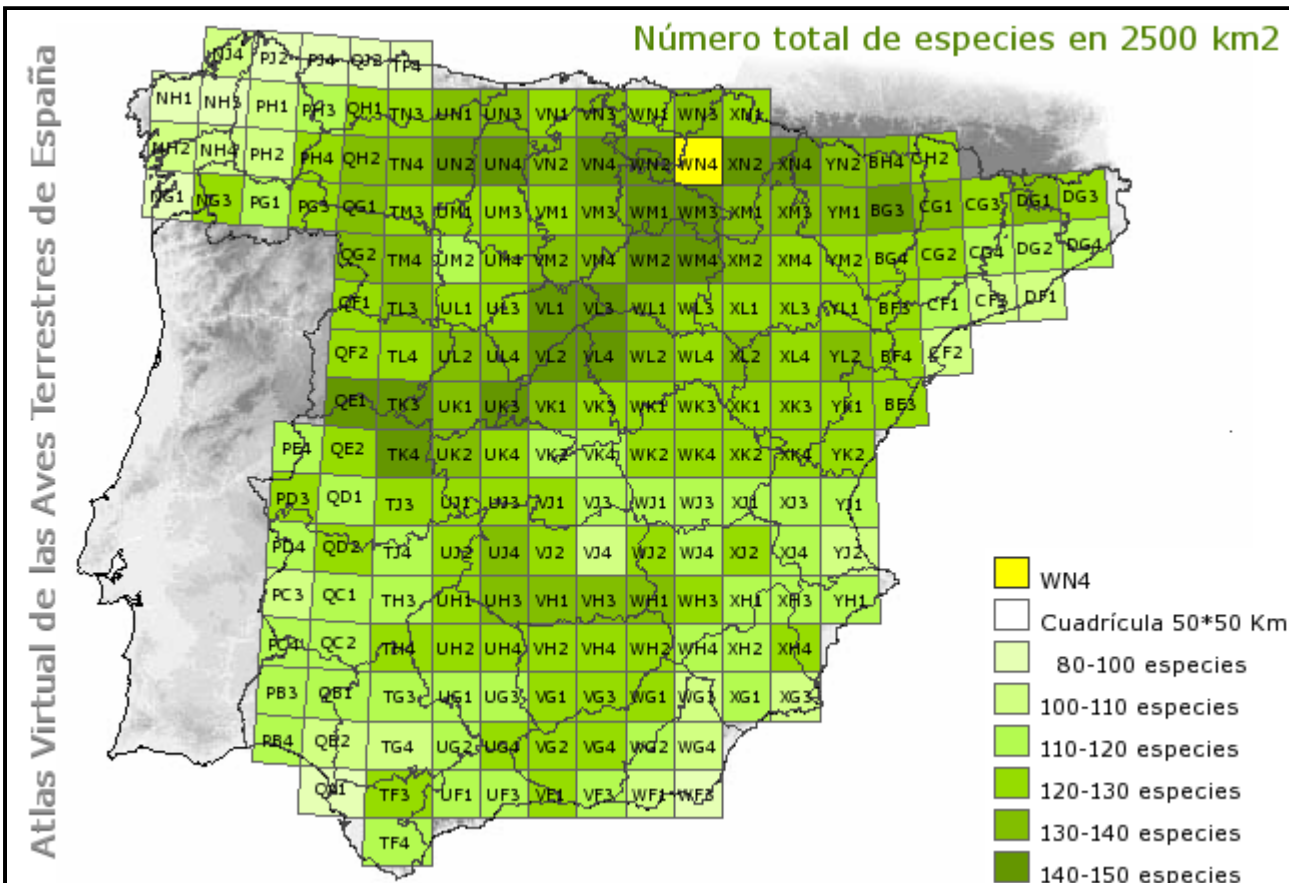 Número total de especies en 2500 km2
Atlas Virtual de las Aves Terrestres de España
NJ4 PJ2 PJ4 QJ2 TP4
NH1 NH3 PH1 PH3 QH1 TN3 UN1 UN3 VN1 VN3 WN1 WN3 XN1
NH2 NH4 PH2 PH4 QH2 TN4 UN2 UN4 VN2 VN4 WN2 WN4 XN2 XN4 YN2 BH4 CH2
NG1 NG3 PG1 PG3 QG1 TM3 UM1 UM3 VM1 VM3 WM1 WM3 XM1 XM3 YM1 BG3 CG1 CG3 DG1 DG3
QG2 TM4 UM2 UM4 VM2 VM4 WM2 WM4 XM2 XM4 YM2 BG4 CG2 CG4 DG2 DG4
QF1 TL3 UL1 UL3 VL1 VL3 WL1 WL3 XL1 XL3 YL1 BF3 CF1 CF3 DF1
QF2 TL4 UL2 UL4 VL2 VL4 WL2 WL4 XL2 XL4 YL2 BF4 CF2
QE1 TK3 UK1 UK3 VK1 VK3 WK1 WK3 XK1 XK3 YK1 BE3
PE4 QE2 TK4 UK2 UK4 VK2 VK4 WK2 WK4 XK2 XK4 YK2
PD3 QD1 TJ3 UJ1 UJ3 VJ1 VJ3 WJ1 WJ3 XJ1 XJ3 YJ1
PD4 QD2 TJ4 UJ2 UJ4 VJ2 VJ4 WJ2 WJ4 XJ2 XJ4 YJ2
PC3 QC1 TH3 UH1 UH3 VH1 VH3 WH1 WH3 XH1 XH3 YH1
PC4 QC2 TH4 UH2 UH4 VH2 VH4 WH2 WH4 XH2 XH4
PB3 QB1 TG3 UG1 UG3 VG1 VG3 WG1 WG3 XG1 XG3
PB4 QB2 TG4 UG2 UG4 VG2 VG4 WG2 WG4
QA1 TF3 UF1 UF3 VF1 VF3 WF1 WF3
TF4
WN4
Cuadrícula 50*50 Km
80-100 especies
100-110 especies
110-120 especies
120-130 especies
130-140 especies
140-150 especies